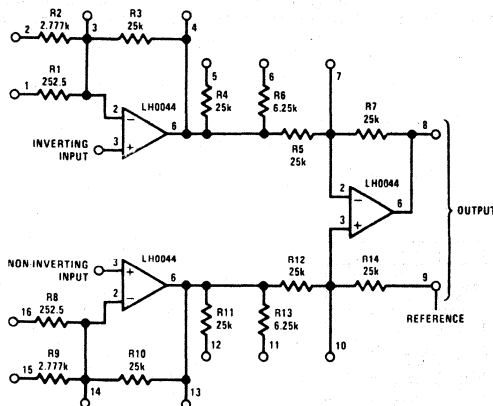 R2
2.777k
R3
25k
2
3
4
R1
252.5
1
5
6
7
R4
25k
R6
6.25k
LH0044
2
6
3
R7
25k
8
INVERTING
INPUT
R5
25k
LH0044
2
6
3
OUTPUT
NON-INVERTING
INPUT
3
LH0044
6
2
R12
25k
R14
25k
9
REFERENCE
16
R8
252.5
R11
25k
R13
6.25k
12
11
10
15
R9
2.777k
R10
25k
14
13